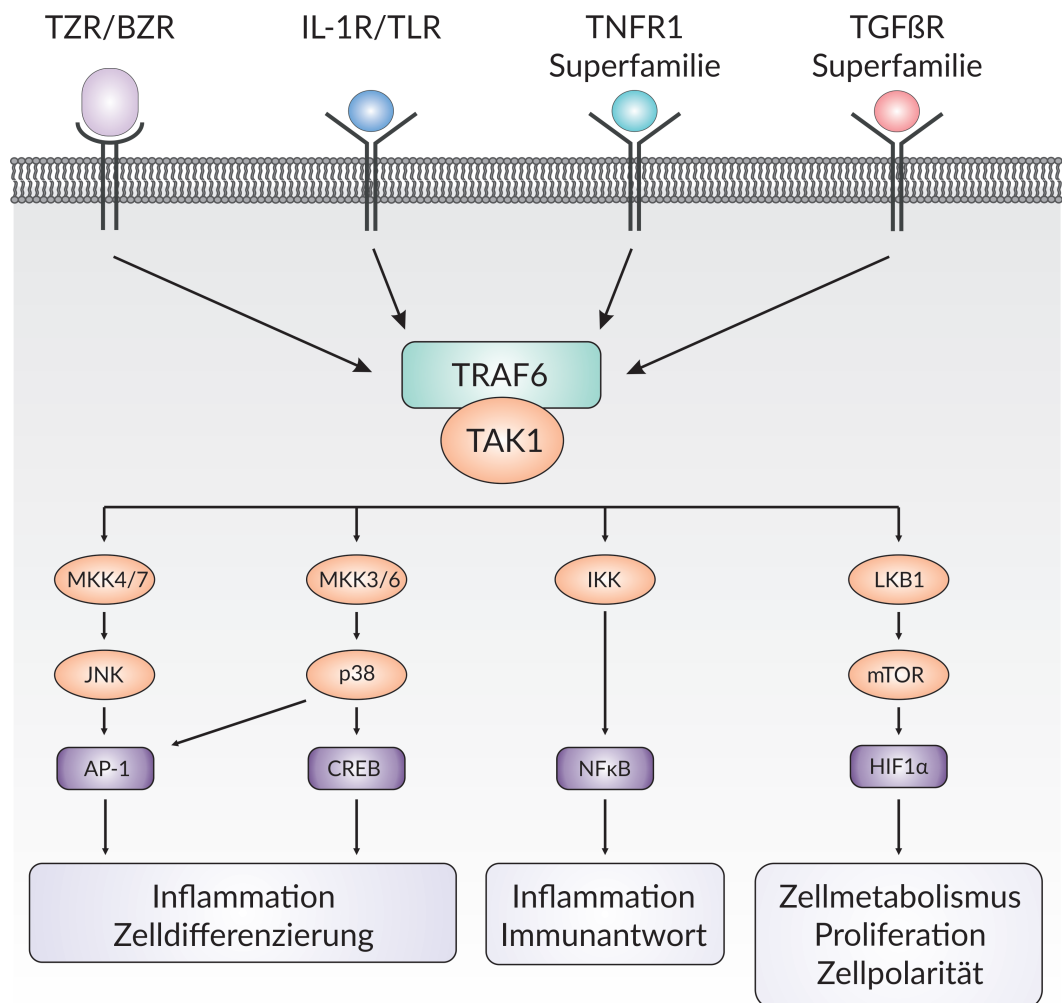 TZR/BZR
IL-1R/TLR
TNFR1
Superfamilie
TGFßR
Superfamilie
TRAF6
TAK1
MKK4/7
MKK3/6
IKK
LKB1
JNK
p38
mTOR
AP-1
CREB
NFκB
HIF1α
Inflammation
Zelldifferenzierung
Inflammation
Immunantwort
Zellmetabolismus
Proliferation
Zellpolarität